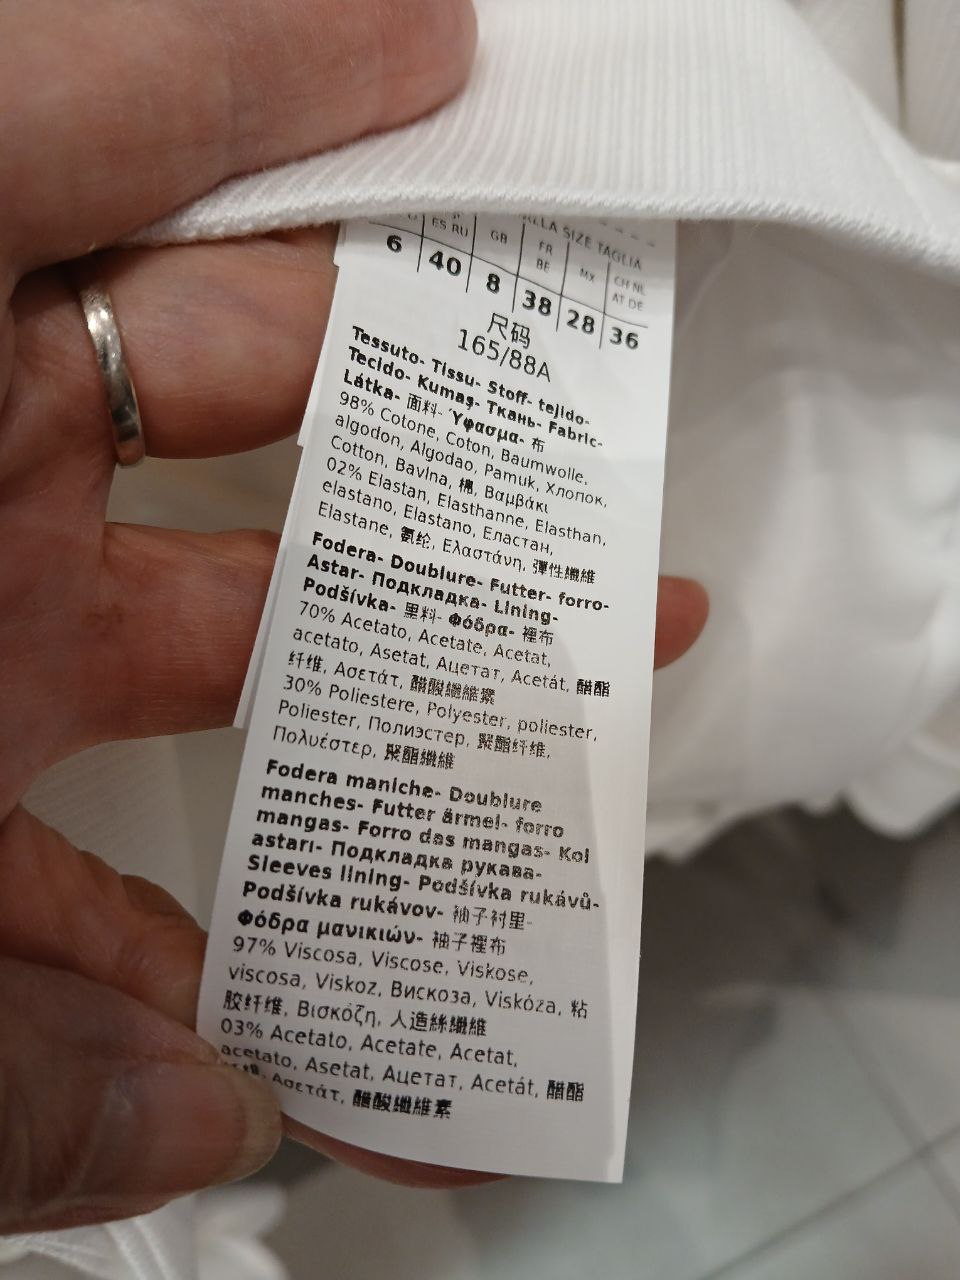 ES RU GB FR BE MX CH NL AT DE
SIZE TAGLIA
6 40 8 38 28 36
尺码
165/88A
Tessuto- Tissu- Stoff- tejido-
Tecido- Kumaş- Ткань- Fabric-
Látka- 面料- Ύφασμα- 布
98% Cotone, Coton, Baumwolle,
algodon, Algodao, Pamuk, Хлопок,
Cotton, Bavlna, 棉, Βαμβάκι
02% Elastan, Elasthanne, Elasthan,
elastano, Elastano, Еластан,
Elastane, 氨纶, Ελαστάνη, 彈性纖維
Fodera- Doublure- Futter- forro-
Astar- Подкладка- Lining-
Podšívka- 里料- Φόδρα- 裡布
70% Acetato, Acetate, Acetat,
acetato, Asetat, Ацетат, Acetát, 醋酯
纤维, Ασετάτ, 醋酸纖維素
30% Poliestere, Polyester, poliester,
Poliester, Полиэстер, 聚酯纤维,
Πολυέστερ, 聚酯纖維
Fodera maniche- Doublure
manches- Futter ärmel- forro
mangas- Forro das mangas- Kol
astarı- Подкладка рукава-
Sleeves lining- Podšívka rukávů-
Podšívka rukávov- 袖子衬里-
Φόδρα μανικιών- 袖子裡布
97% Viscosa, Viscose, Viskose,
viscosa, Viskoz, Вискоза, Viskóza, 粘
胶纤维, Βισκόζη, 人造絲纖維
03% Acetato, Acetate, Acetat,
acetato, Asetat, Ацетат, Acetát, 醋酯
纤维, Ασετάτ, 醋酸纖維素